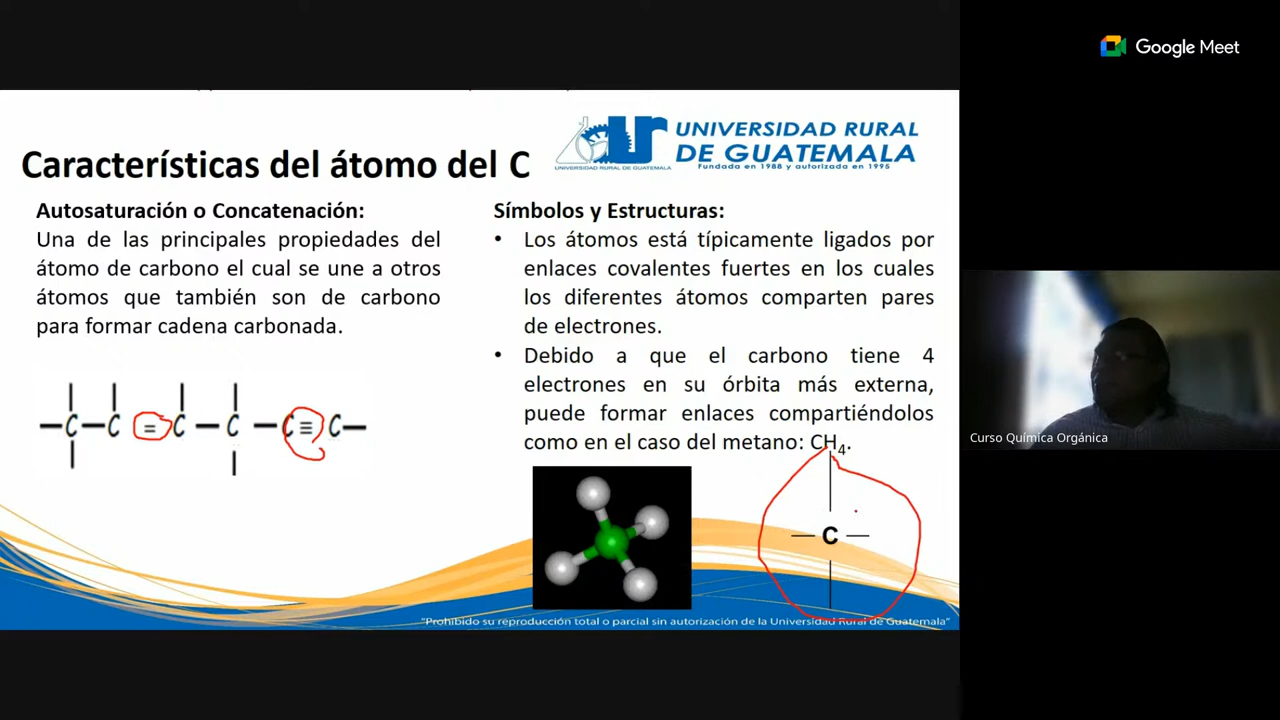 Google Meet
UNIVERSIDAD RURAL
DE GUATEMALA
Fundada en 1988 y autorizada en 1995
UNIVERSIDAD RURAL DE GUATEMALA
Características del átomo del C
Autosaturación o Concatenación:
Una de las principales propiedades del
átomo de carbono el cual se une a otros
átomos que también son de carbono
para formar cadena carbonada.
C C = C C C ≡ C
Símbolos y Estructuras:
• Los átomos está típicamente ligados por
enlaces covalentes fuertes en los cuales
los diferentes átomos comparten pares
de electrones.
• Debido a que el carbono tiene 4
electrones en su órbita más externa,
puede formar enlaces compartiéndolos
como en el caso del metano: CH₄.
C
"Prohibido su reproducción total o parcial sin autorización de la Universidad Rural de Guatemala"
Curso Química Orgánica